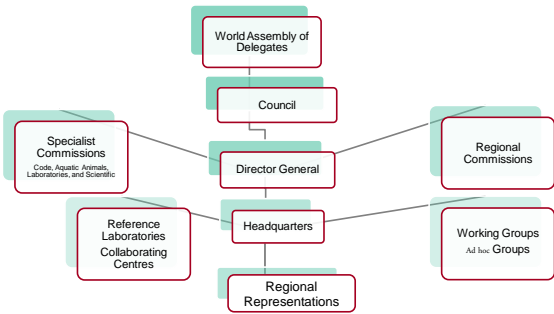 World Assembly of
Delegates
Council
Specialist
Commissions
Code, Aquatic Animals,
Laboratories, and Scientific
Director General
Regional
Commissions
Reference
Laboratories
Collaborating
Centres
Headquarters
Working Groups
Ad hoc Groups
Regional
Representations